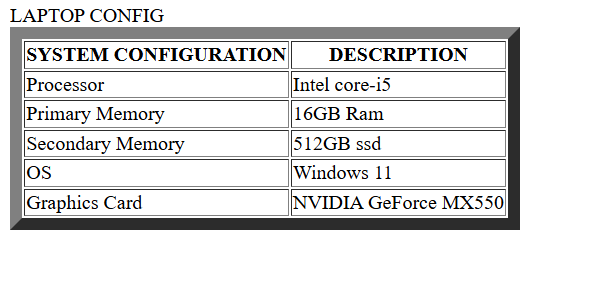 LAPTOP CONFIG
SYSTEM CONFIGURATION DESCRIPTION
Processor Intel core-i5
Primary Memory 16GB Ram
Secondary Memory 512GB ssd
OS Windows 11
Graphics Card NVIDIA GeForce MX550